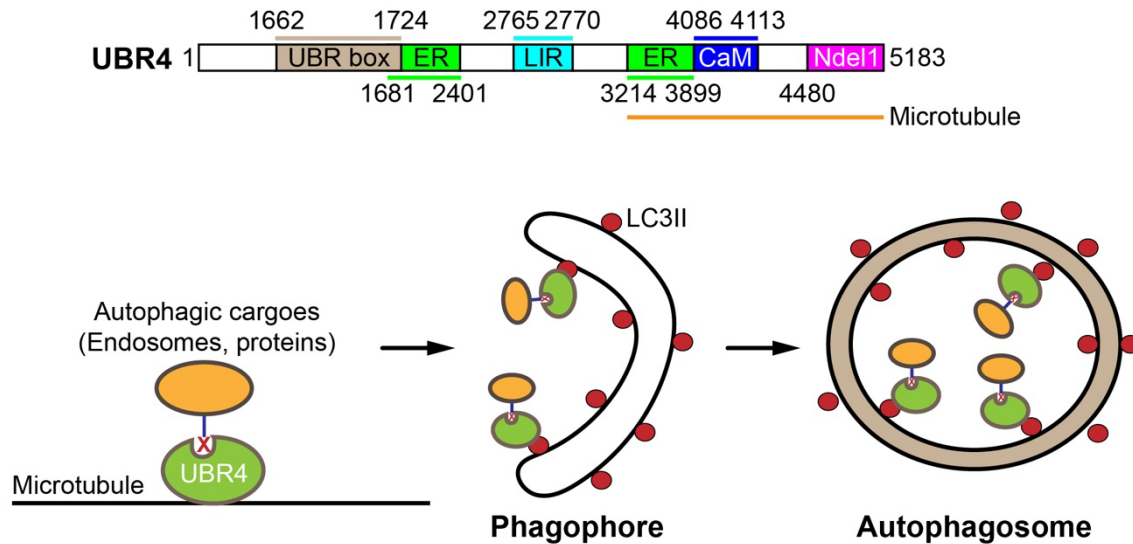 1662 1724 2765 2770 4086 4113
UBR4 1 UBR box ER LIR ER CaM Ndel1 5183
1681 2401 3214 3899 4480
Microtubule
LC3II
Autophagic cargoes
(Endosomes, proteins)
X
UBR4
Microtubule
Phagophore
Autophagosome